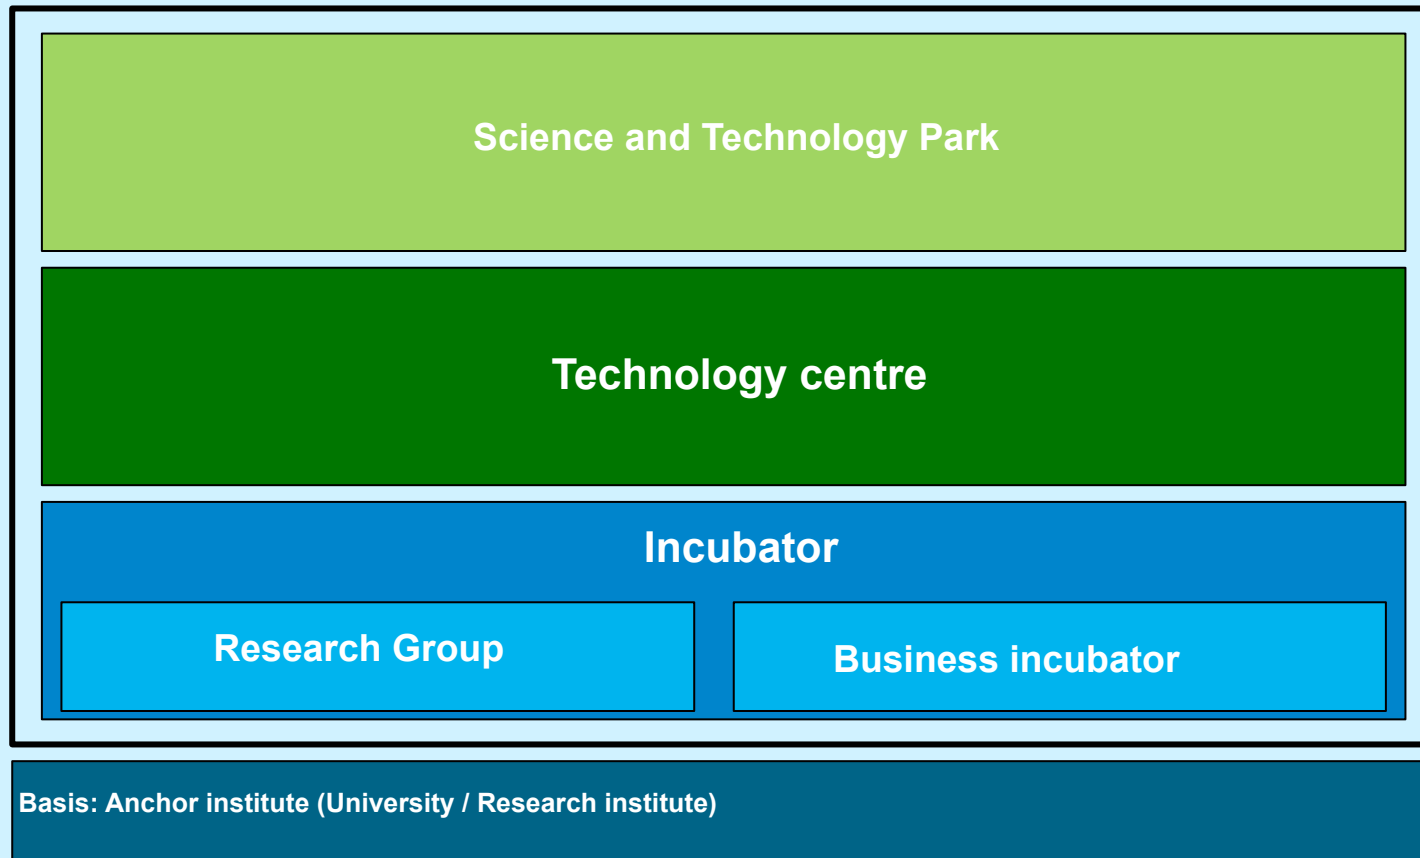 Science and Technology Park
Technology centre
Incubator
Research Group
Business incubator
Basis: Anchor institute (University / Research institute)